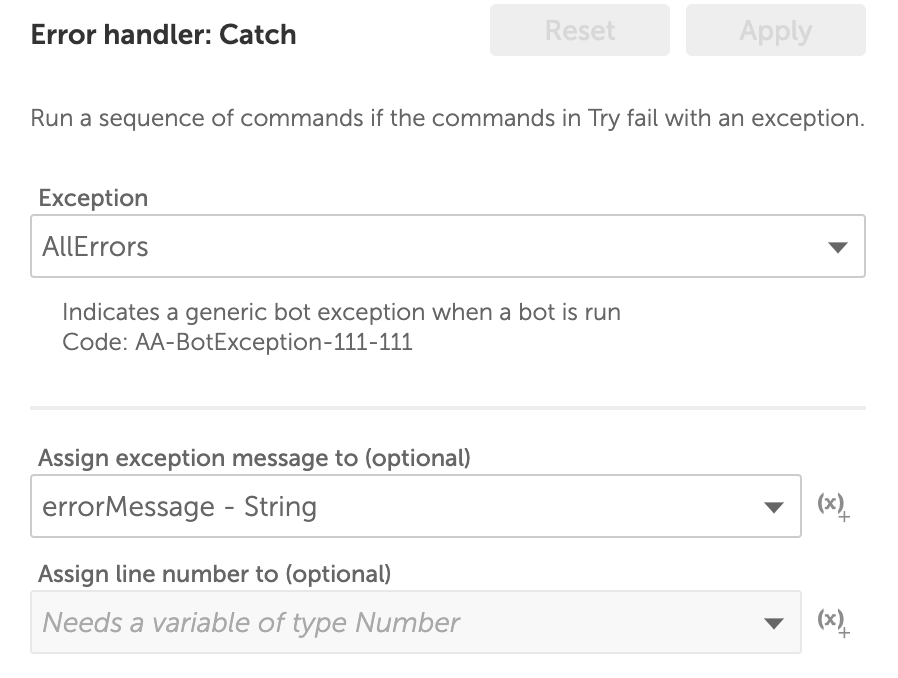 Error handler: Catch
Reset
Apply
Run a sequence of commands if the commands in Try fail with an exception.
Exception
AllErrors
Indicates a generic bot exception when a bot is run
Code: AA-BotException-111-111
Assign exception message to (optional)
errorMessage - String
(x)+
Assign line number to (optional)
Needs a variable of type Number
(x)+